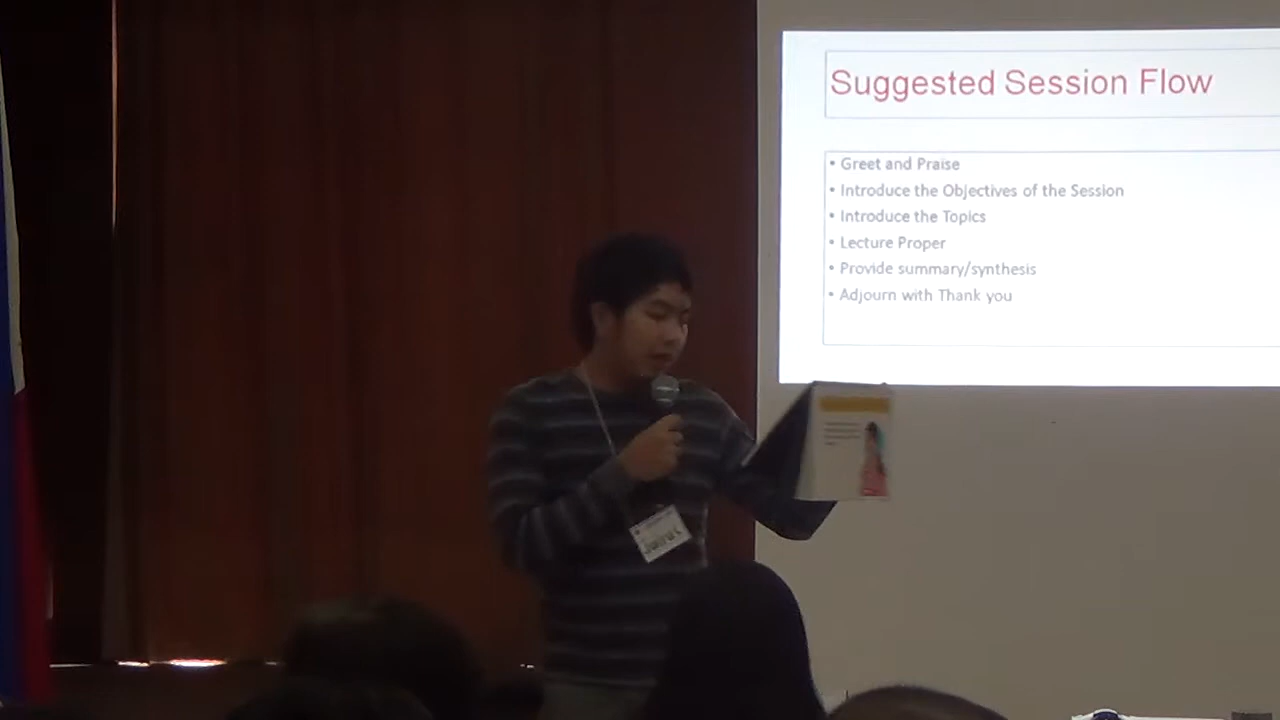 Suggested Session Flow
• Greet and Praise
• Introduce the Objectives of the Session
• Introduce the Topics
• Lecture Proper
• Provide summary/synthesis
• Adjourn with Thank you